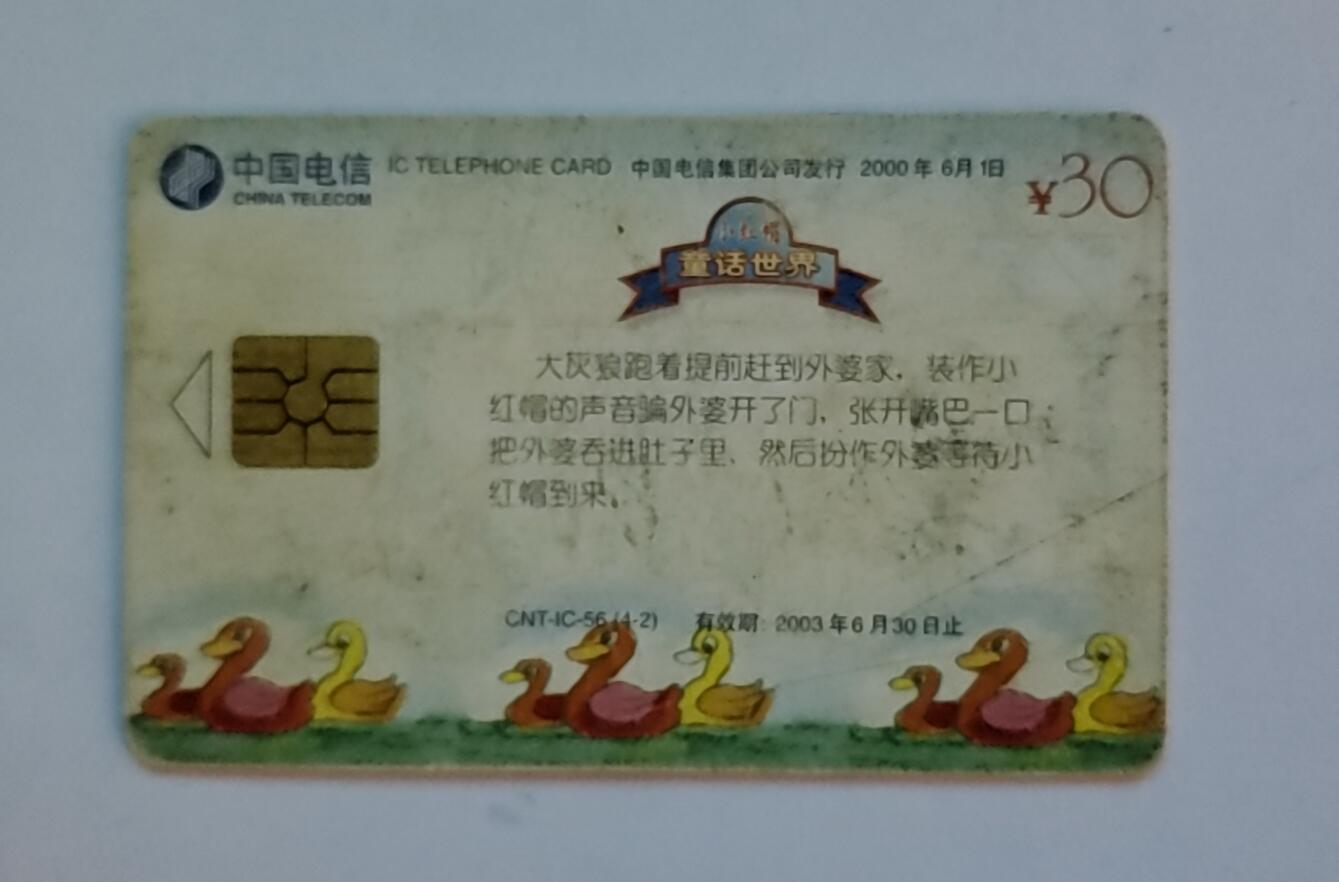 中国电信 IC TELEPHONE CARD 中国电信集团公司发行 2000年6月1日 ¥30
CHINA TELECOM
小红帽
童话世界
大灰狼跑着提前赶到外婆家，装作小
红帽的声音骗外婆开了门，张开嘴巴一口
把外婆吞进肚子里、然后扮作外婆等待小
红帽到来。
CNT-IC-56 (4-2) 有效期: 2003年6月30日止